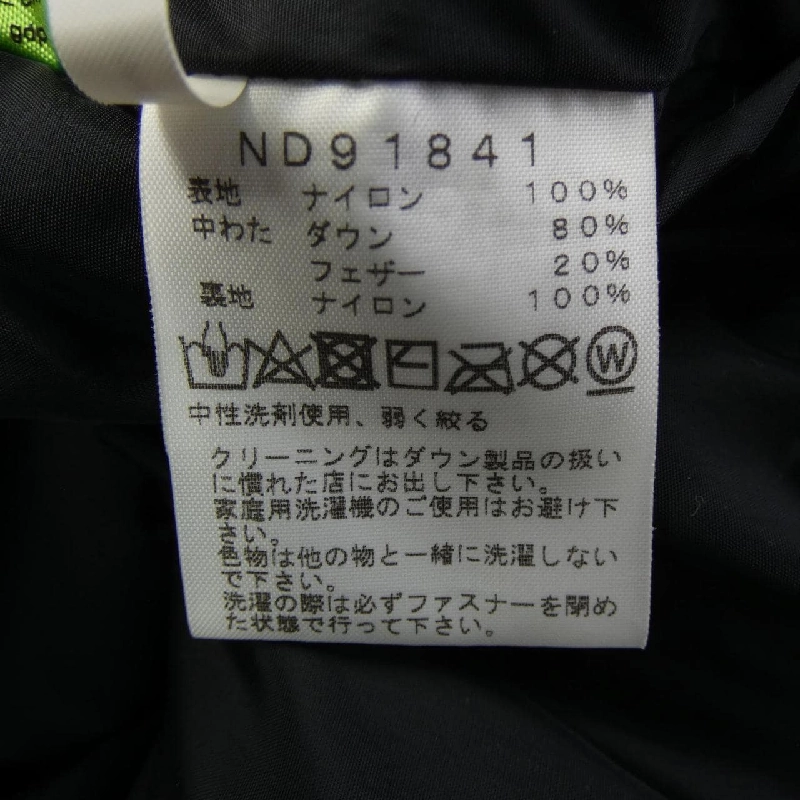 gdp
ND91841
表地 ナイロン 100%
中わた ダウン 80%
フェザー 20%
裏地 ナイロン 100%
W
中性洗剤使用、弱く絞る
クリーニングはダウン製品の扱い
に慣れた店にお出し下さい。
家庭用洗濯機のご使用はお避け下
さい。
色物は他の物と一緒に洗濯しない
で下さい。
洗濯の際は必ずファスナーを閉め
た状態で行って下さい。